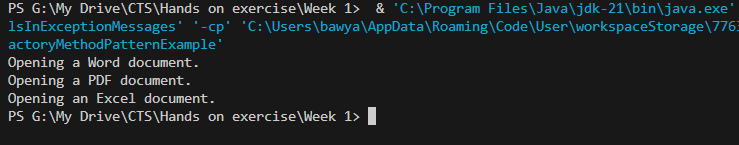 PS G:\My Drive\CTS\Hands on exercise\Week 1>  & 'C:\Program Files\Java\jdk-21\bin\java.exe'
lsInExceptionMessages' '-cp' 'C:\Users\bawya\AppData\Roaming\Code\User\workspaceStorage\776
actoryMethodPatternExample'
Opening a Word document.
Opening a PDF document.
Opening an Excel document.
PS G:\My Drive\CTS\Hands on exercise\Week 1>